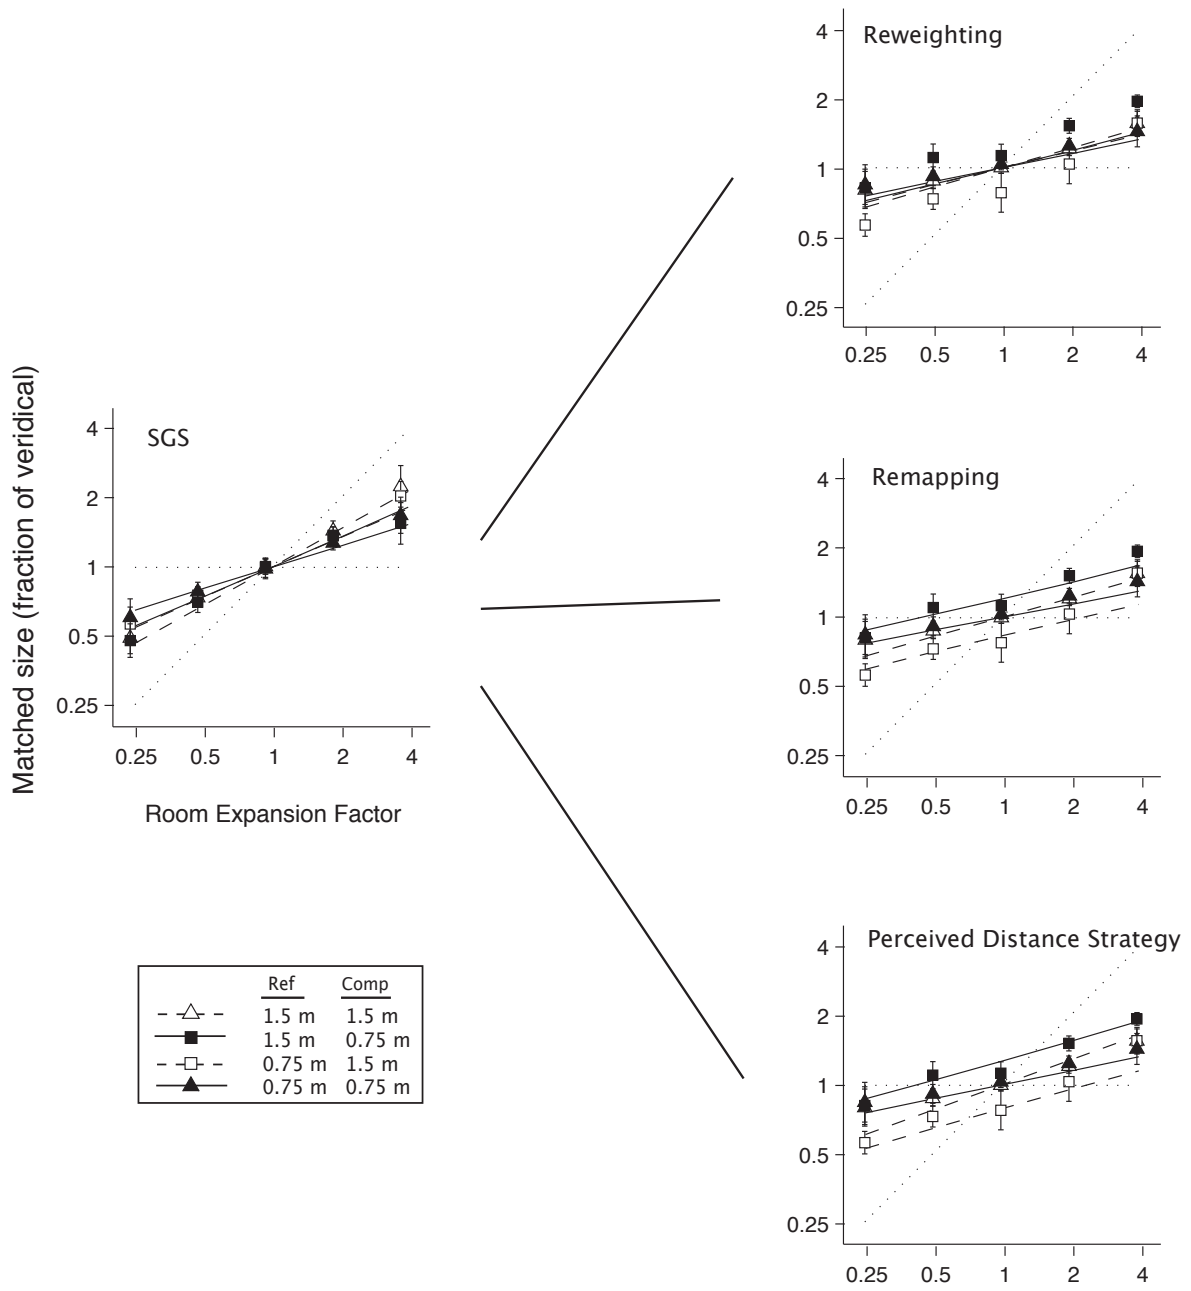 Matched size (fraction of veridical)
SGS
4
2
1
0.5
0.25
0.25 0.5 1 2 4
Room Expansion Factor
Ref Comp
1.5 m 1.5 m
1.5 m 0.75 m
0.75 m 1.5 m
0.75 m 0.75 m
Reweighting
4
2
1
0.5
0.25
0.25 0.5 1 2 4
Remapping
4
2
1
0.5
0.25
0.25 0.5 1 2 4
Perceived Distance Strategy
4
2
1
0.5
0.25
0.25 0.5 1 2 4